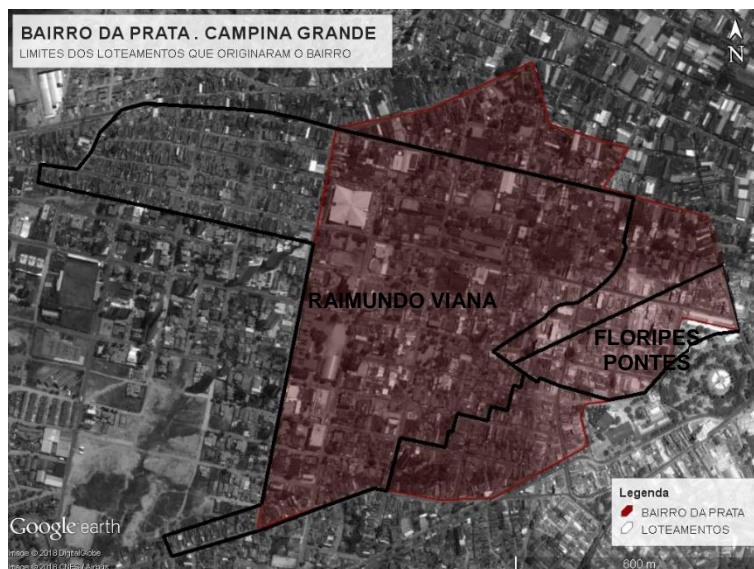 BAIRRO DA PRATA . CAMPINA GRANDE
LIMITES DOS LOTEAMENTOS QUE ORIGINARAM O BAIRRO
N
RAIMUNDO VIANA
FLORIPES
PONTES
Legenda
BAIRRO DA PRATA
LOTEAMENTOS
Google earth
Image © 2018 DigitalGlobe
Image © 2018 CNES / Airbus
600 m